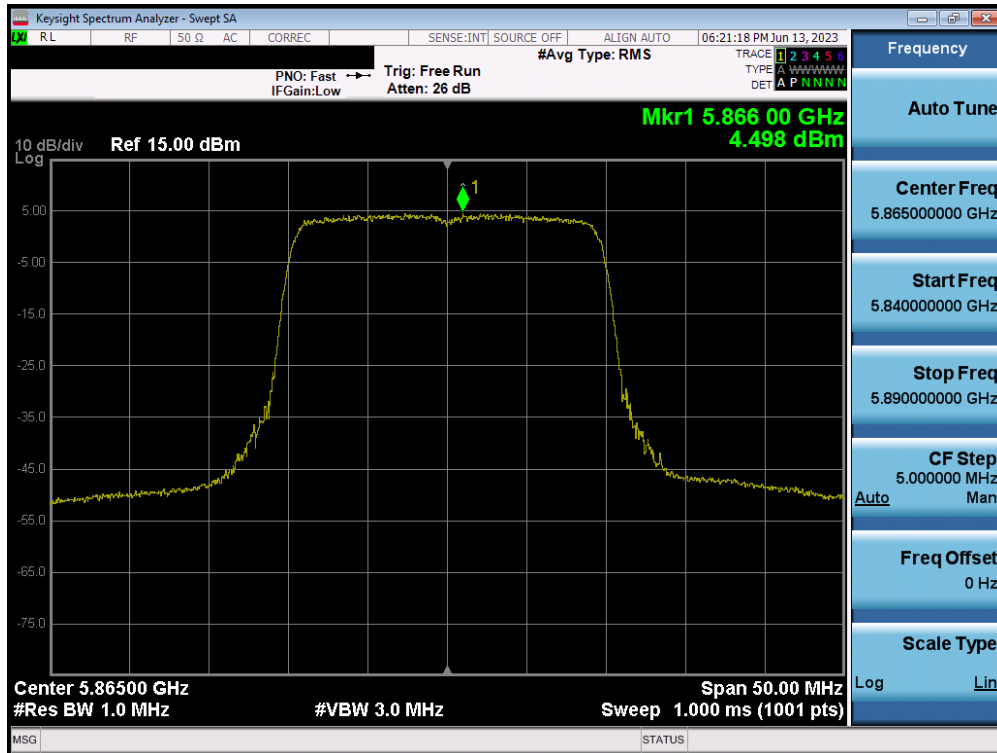 Keysight Spectrum Analyzer - Swept SA
LXI RL RF 50 Ω AC CORREC SENSE:INT SOURCE OFF ALIGN AUTO 06:21:18 PM Jun 13, 2023
#Avg Type: RMS
TRACE 1 2 3 4 5 6
PNO: Fast Trig: Free Run TYPE A WWWWW
IFGain:Low Atten: 26 dB DET A P N N N N
Mkr1 5.866 00 GHz
4.498 dBm
10 dB/div Ref 15.00 dBm
Log
1
5.00
-5.00
-15.0
-25.0
-35.0
-45.0
-55.0
-65.0
-75.0
Center 5.86500 GHz Span 50.00 MHz
#Res BW 1.0 MHz #VBW 3.0 MHz Sweep 1.000 ms (1001 pts)
MSG STATUS
Frequency
Auto Tune
Center Freq
5.865000000 GHz
Start Freq
5.840000000 GHz
Stop Freq
5.890000000 GHz
CF Step
5.000000 MHz
Auto Man
Freq Offset
0 Hz
Scale Type
Log Lin